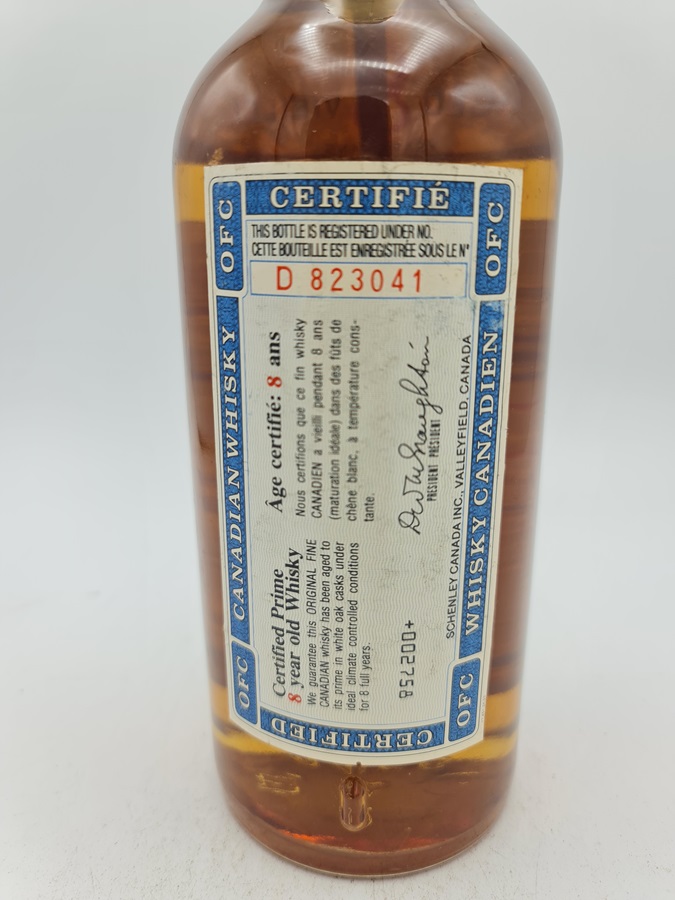 CERTIFIÉ
OFC
OFC
THIS BOTTLE IS REGISTERED UNDER NO.
CETTE BOUTEILLE EST ENREGISTRÉE SOUS LE N°
D 823041
CANADIAN WHISKY
Âge certifié: 8 ans
Nous certifions que ce fin whisky
CANADIEN a vieilli pendant 8 ans
(maturation idéale) dans des fûts de
chêne blanc, à température cons-
tante.
Certified Prime
8 year old Whisky
We guarantee this ORIGINAL FINE
CANADIAN whisky has been aged to
its prime in white oak casks under
ideal climate controlled conditions
for 8 full years.
PRESIDENT PRÉSIDENT
857200+
SCHENLEY CANADA INC., VALLEYFIELD, CANADA
WHISKY CANADIEN
OFC
OFC
CERTIFIED